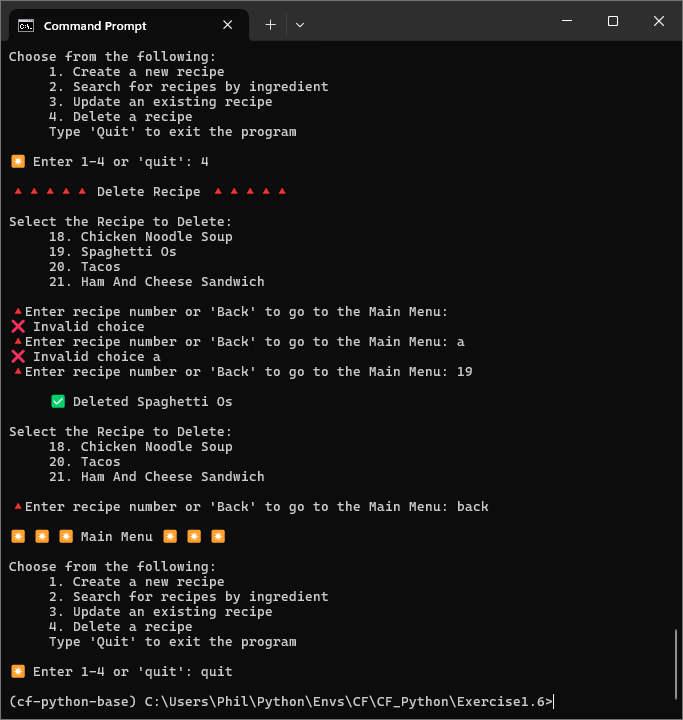 Command Prompt
Choose from the following:
1. Create a new recipe
2. Search for recipes by ingredient
3. Update an existing recipe
4. Delete a recipe
Type 'Quit' to exit the program
✴️ Enter 1-4 or 'quit': 4
🔺🔺🔺🔺🔺 Delete Recipe 🔺🔺🔺🔺🔺
Select the Recipe to Delete:
18. Chicken Noodle Soup
19. Spaghetti Os
20. Tacos
21. Ham And Cheese Sandwich
🔺Enter recipe number or 'Back' to go to the Main Menu:
❌ Invalid choice
🔺Enter recipe number or 'Back' to go to the Main Menu: a
❌ Invalid choice a
🔺Enter recipe number or 'Back' to go to the Main Menu: 19
✅ Deleted Spaghetti Os
Select the Recipe to Delete:
18. Chicken Noodle Soup
20. Tacos
21. Ham And Cheese Sandwich
🔺Enter recipe number or 'Back' to go to the Main Menu: back
✴️ ✴️ ✴️ Main Menu ✴️ ✴️ ✴️
Choose from the following:
1. Create a new recipe
2. Search for recipes by ingredient
3. Update an existing recipe
4. Delete a recipe
Type 'Quit' to exit the program
✴️ Enter 1-4 or 'quit': quit
(cf-python-base) C:\Users\Phil\Python\Envs\CF\CF_Python\Exercise1.6>